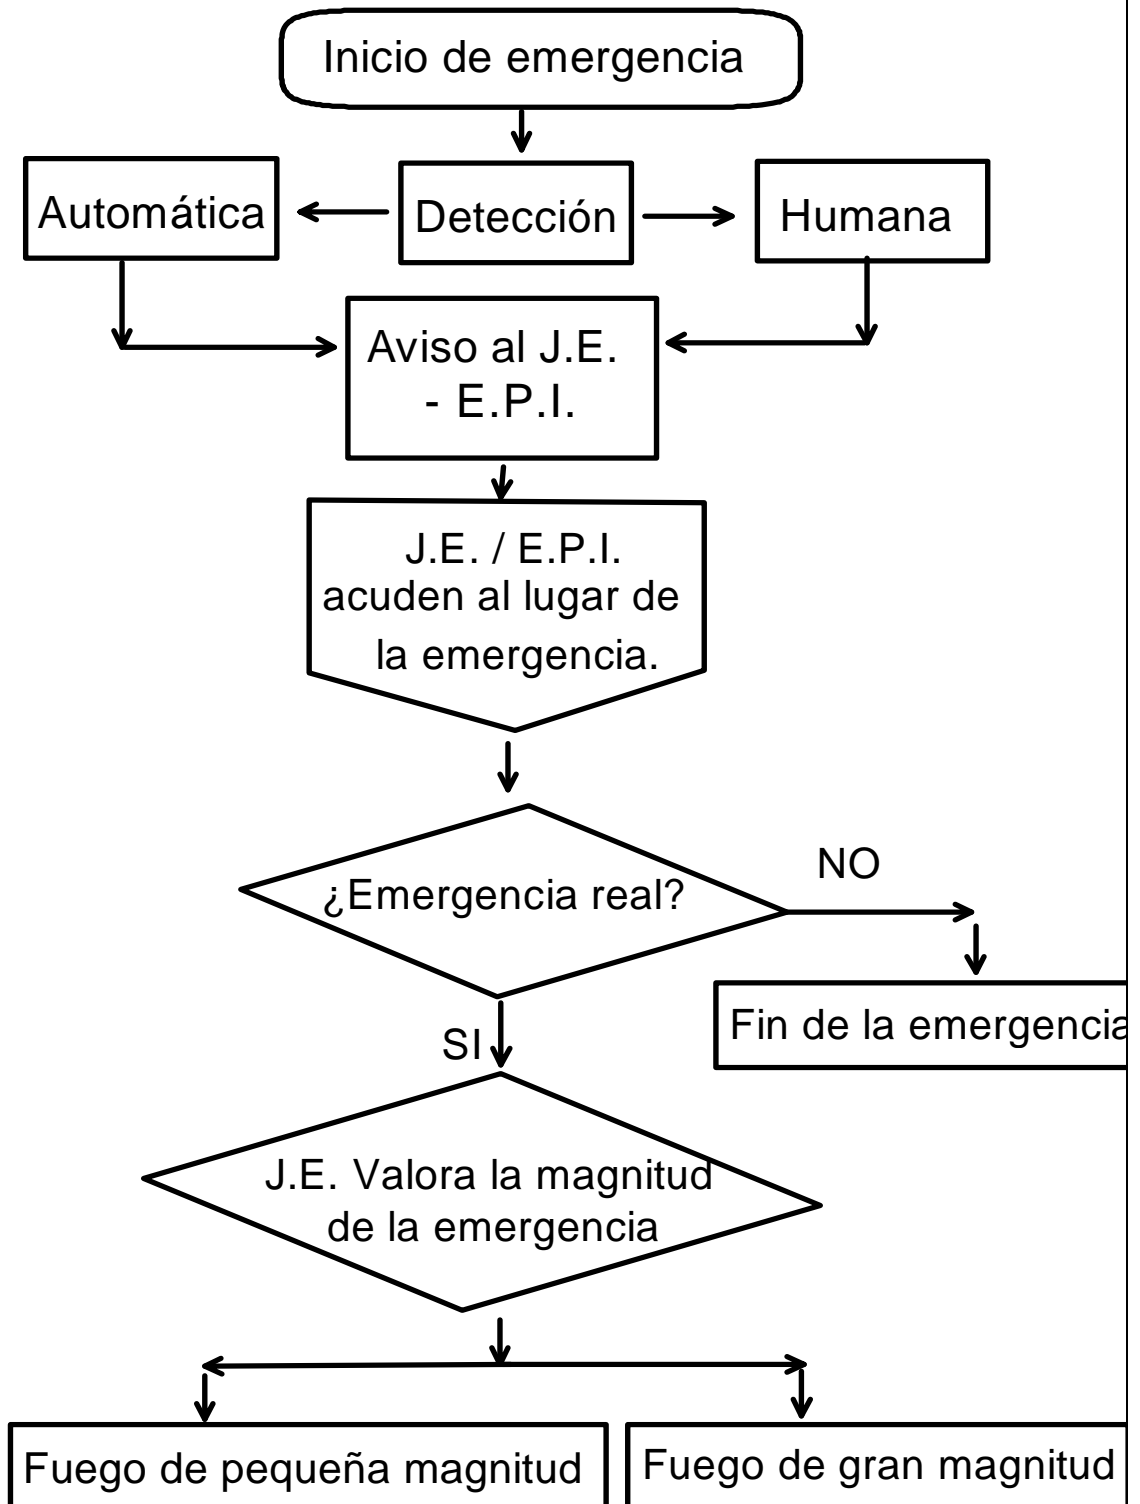 Inicio de emergencia
Automática
Detección
Humana
Aviso al J.E.
- E.P.I.
J.E. / E.P.I.
acuden al lugar de
la emergencia.
¿Emergencia real?
NO
Fin de la emergencia
SI
J.E. Valora la magnitud
de la emergencia
Fuego de pequeña magnitud
Fuego de gran magnitud